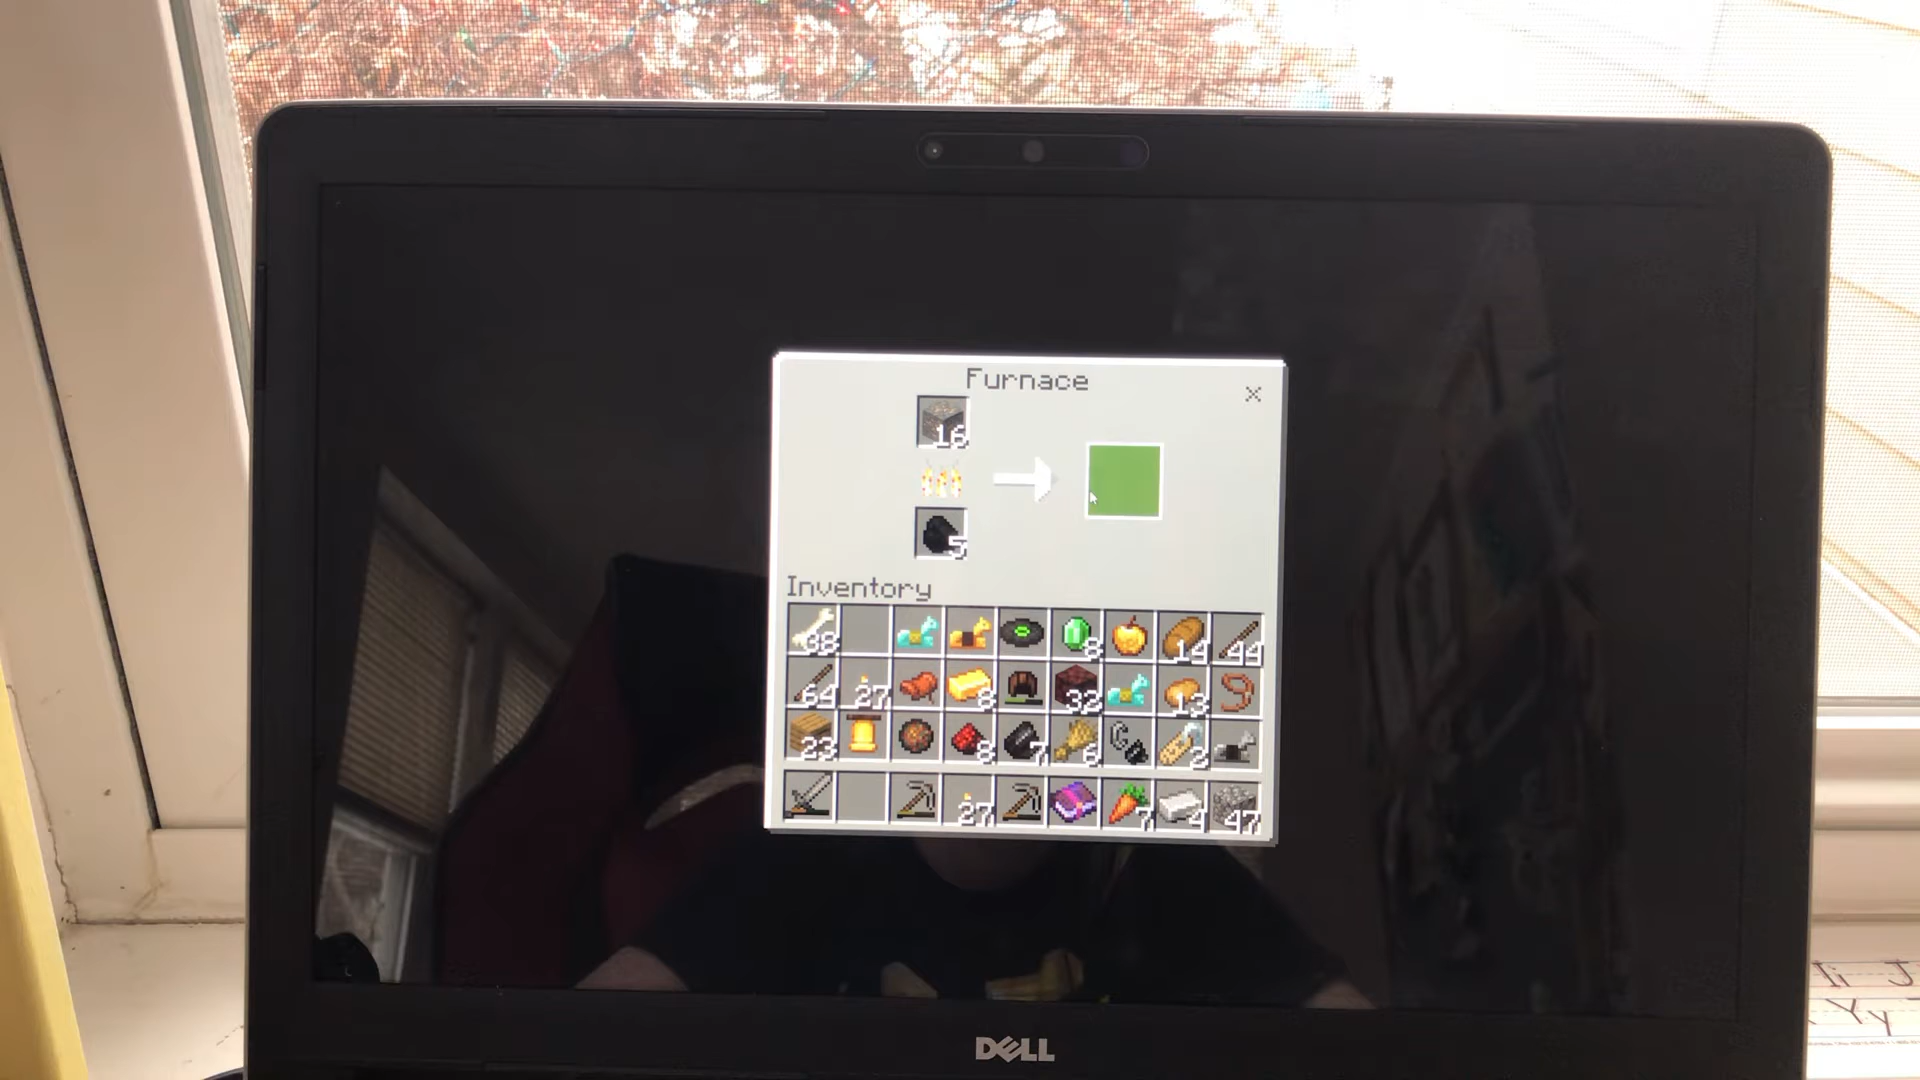 Furnace
16
5
Inventory
38 8 14 44
64 27 8 32 13
23 8 7 6 2
27 7 4 47
DELL
I i J
Y y